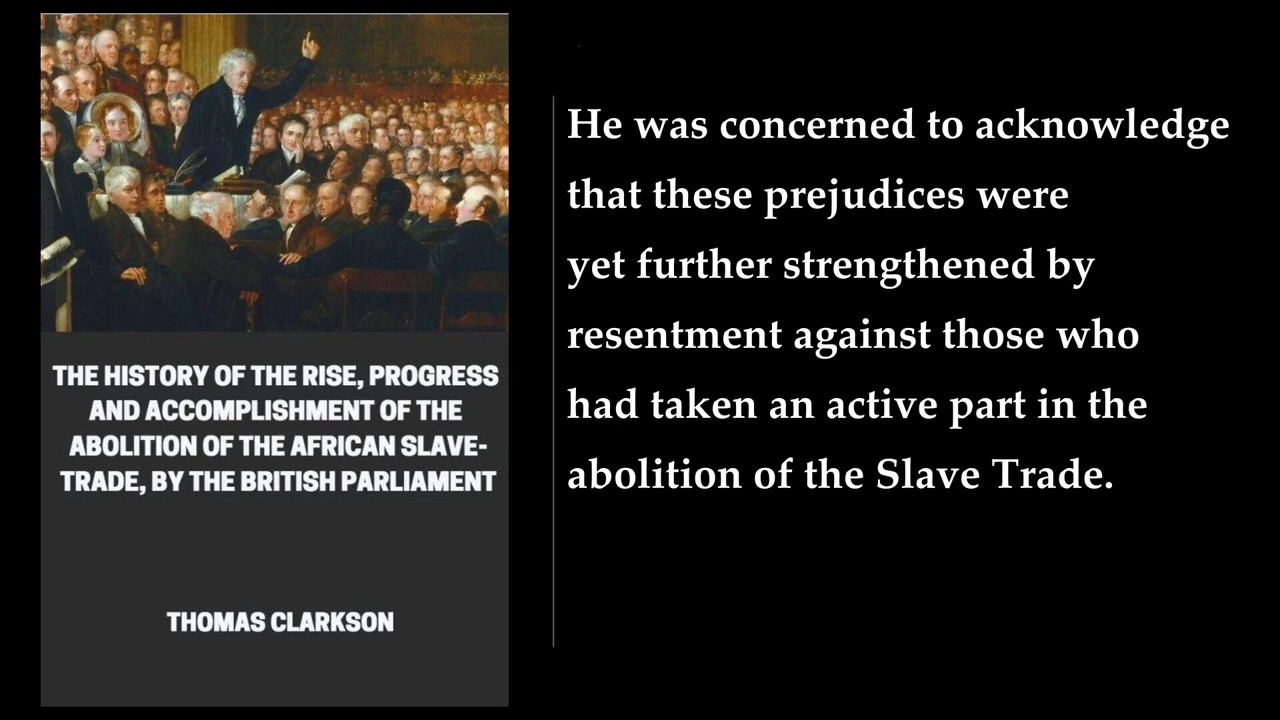 THE HISTORY OF THE RISE, PROGRESS
AND ACCOMPLISHMENT OF THE
ABOLITION OF THE AFRICAN SLAVE-
TRADE, BY THE BRITISH PARLIAMENT
THOMAS CLARKSON
He was concerned to acknowledge
that these prejudices were
yet further strengthened by
resentment against those who
had taken an active part in the
abolition of the Slave Trade.